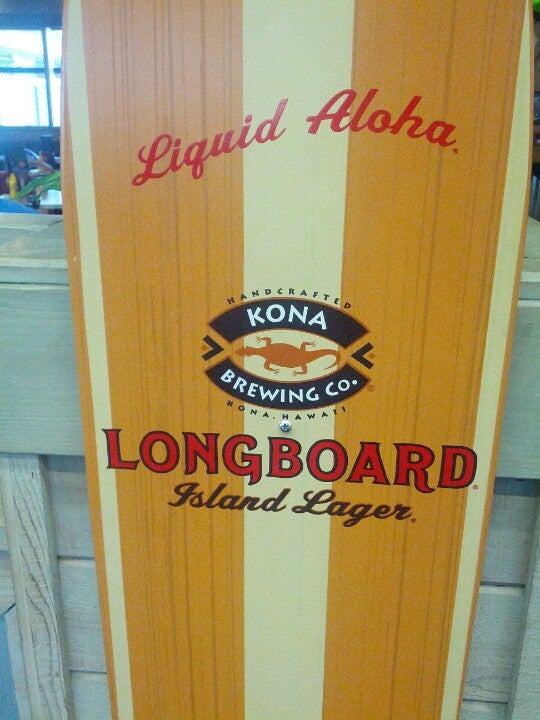 Liquid Aloha.
HANDCRAFTED
KONA
BREWING CO.®
KONA, HAWAII
LONGBOARD®
Island Lager®